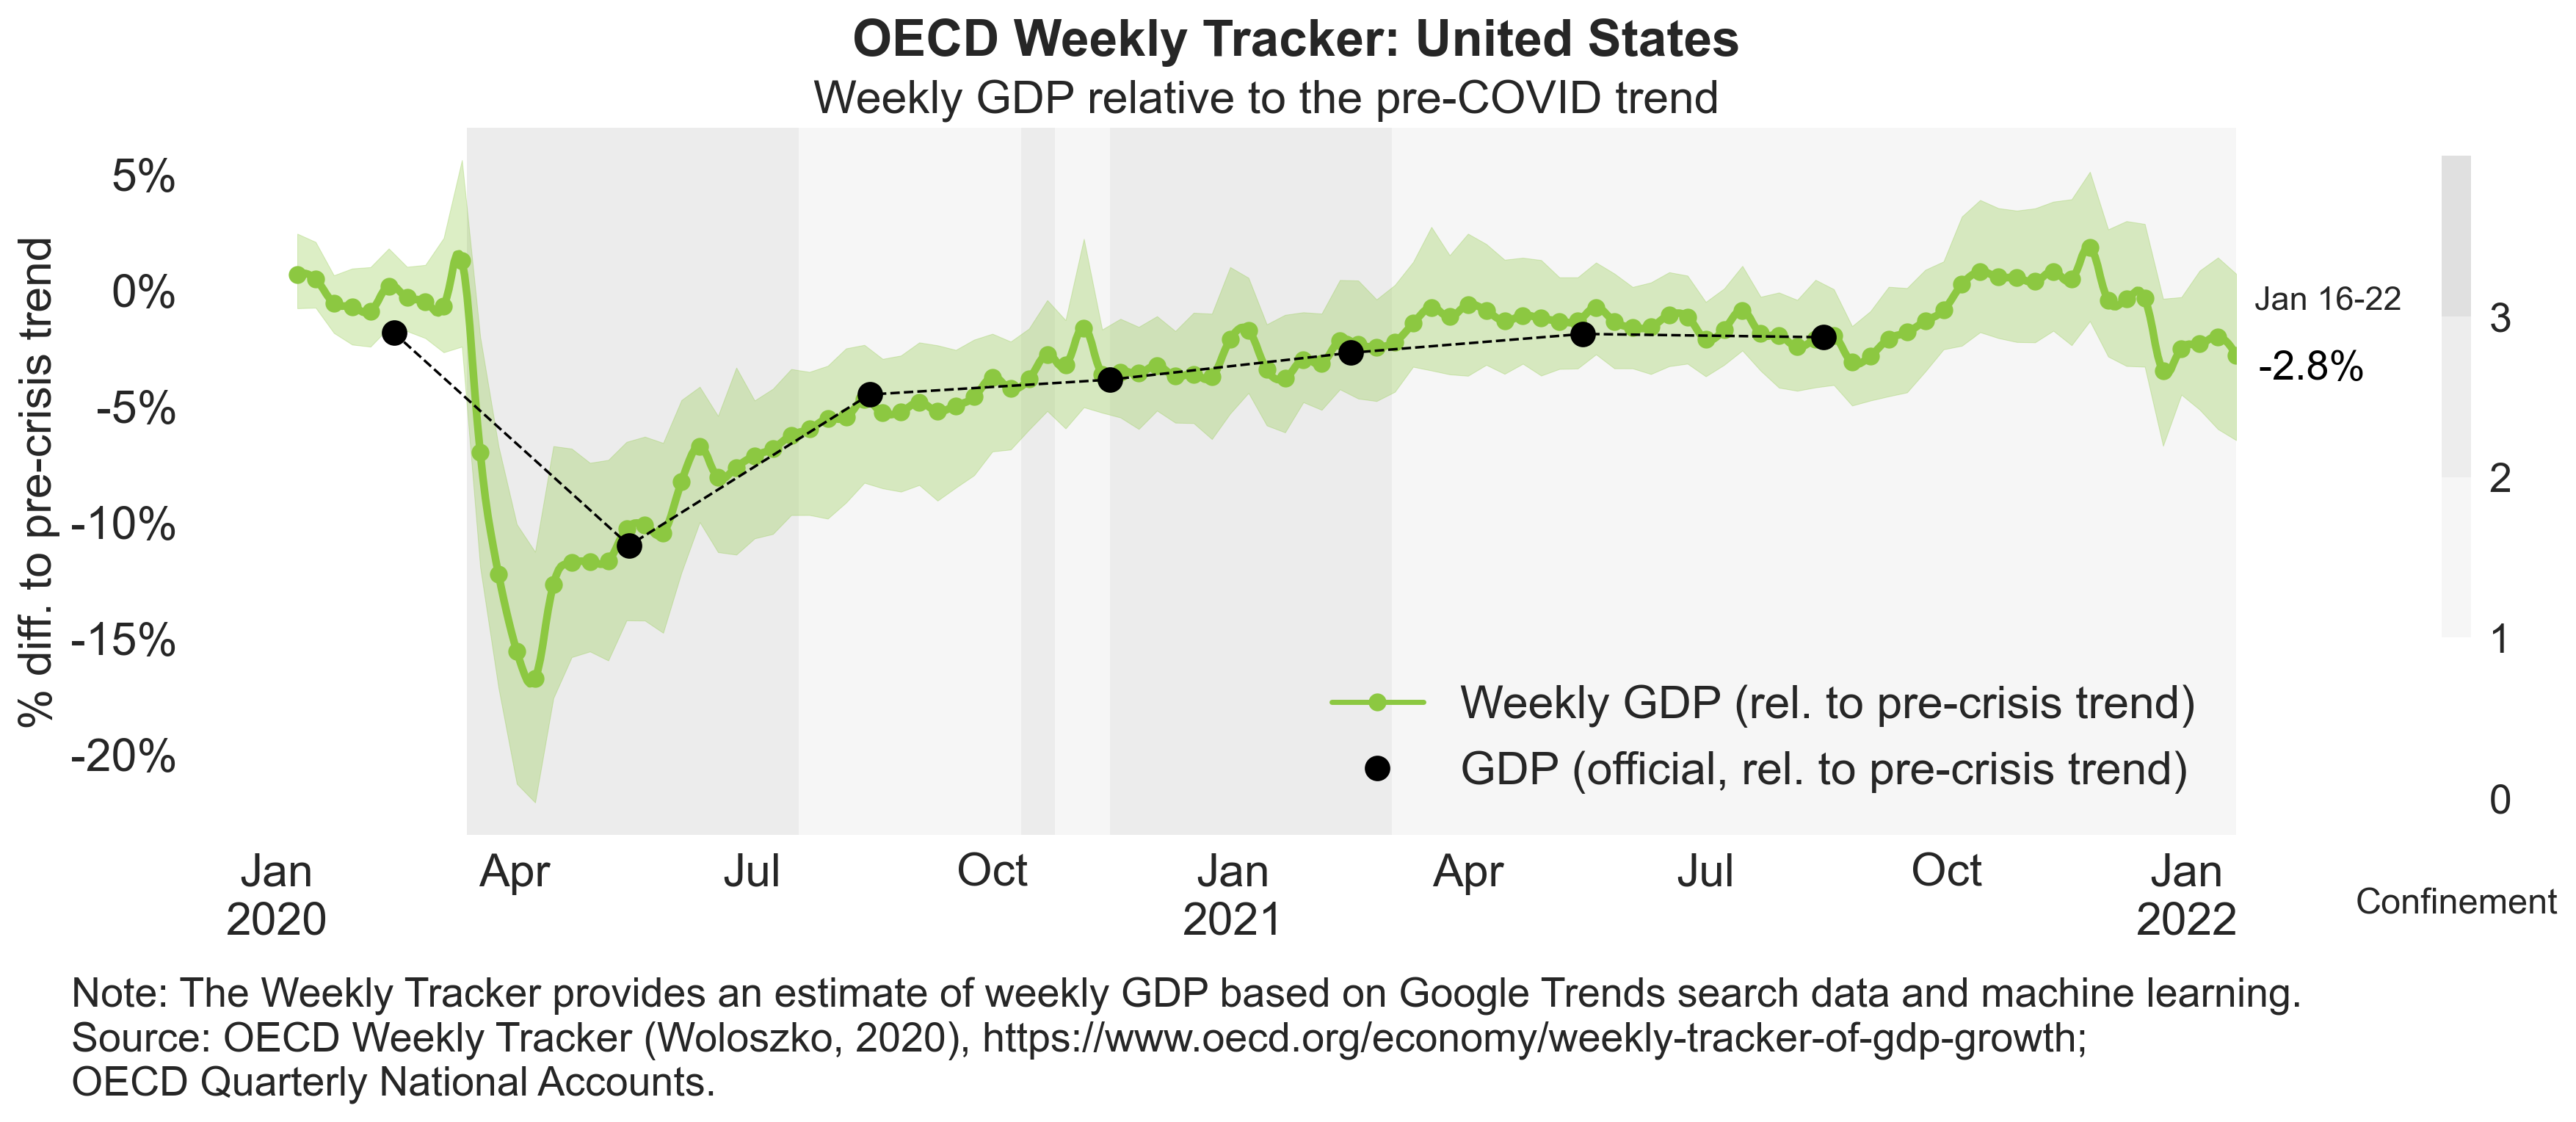 OECD Weekly Tracker: United States
Weekly GDP relative to the pre-COVID trend
% diff. to pre-crisis trend
5%
0%
-5%
-10%
-15%
-20%
Jan 16-22
-2.8%
3
2
1
0
Confinement
Weekly GDP (rel. to pre-crisis trend)
GDP (official, rel. to pre-crisis trend)
Jan Apr Jul Oct Jan Apr Jul Oct Jan
2020 2021 2022
Note: The Weekly Tracker provides an estimate of weekly GDP based on Google Trends search data and machine learning.
Source: OECD Weekly Tracker (Woloszko, 2020), https://www.oecd.org/economy/weekly-tracker-of-gdp-growth;
OECD Quarterly National Accounts.